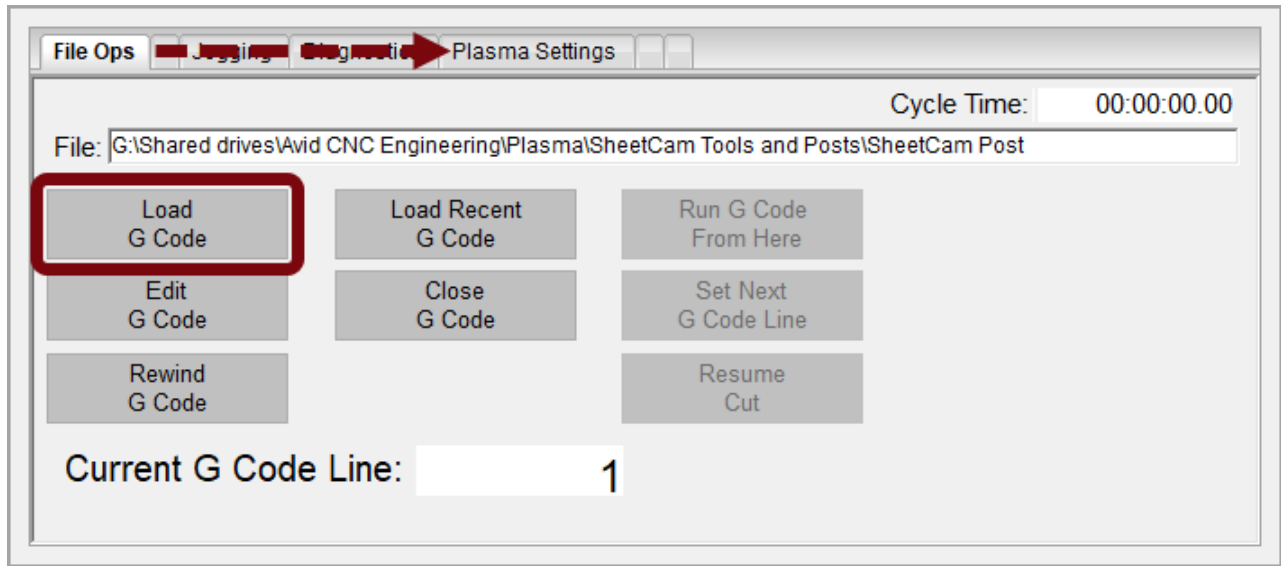 File Ops Jogging Diagnostics Plasma Settings
Cycle Time: 00:00:00.00
File: G:\Shared drives\Avid CNC Engineering\Plasma\SheetCam Tools and Posts\SheetCam Post
Load Load Recent Run G Code
G Code G Code From Here
Edit Close Set Next
G Code G Code G Code Line
Rewind Resume
G Code Cut
Current G Code Line: 1